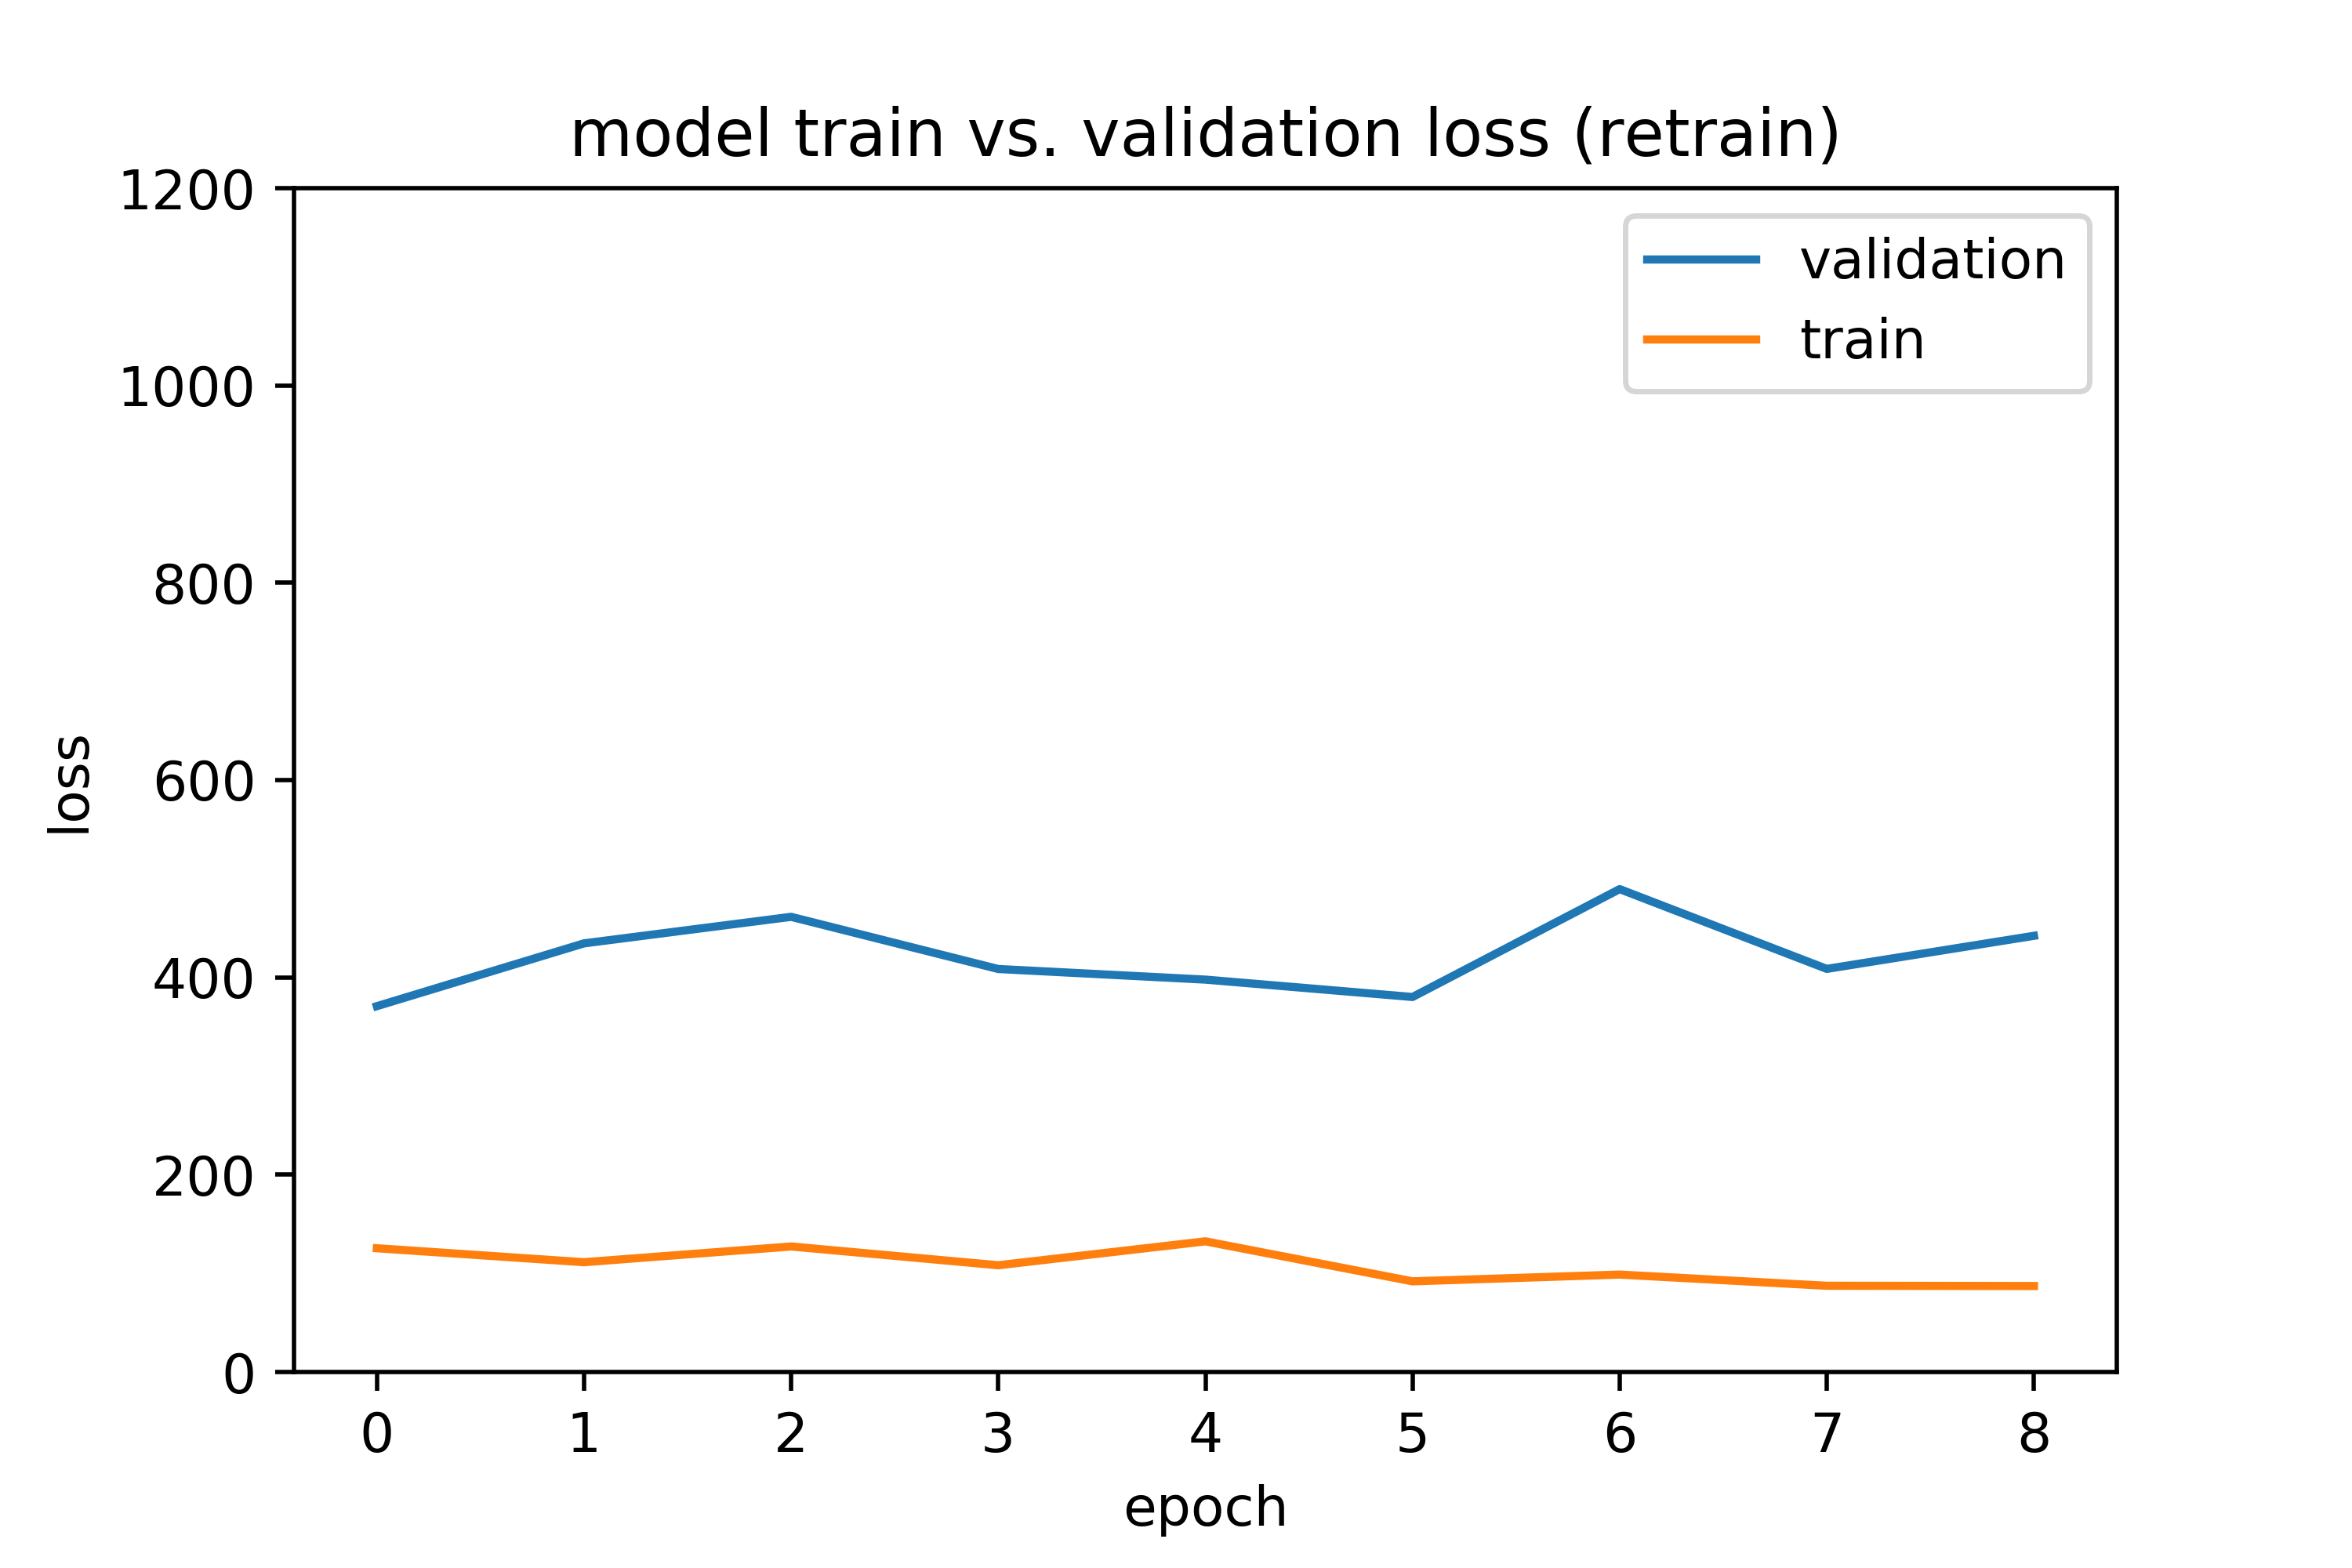 model train vs. validation loss (retrain)
1200
1000
800
600
400
200
0
loss
validation
train
0 1 2 3 4 5 6 7 8
epoch